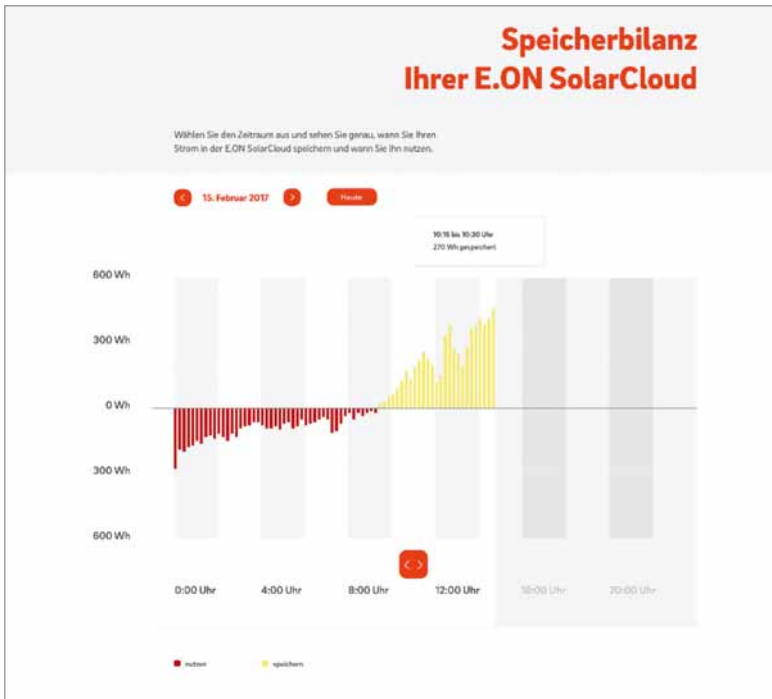 Speicherbilanz
Ihrer E.ON SolarCloud
Wählen Sie den Zeitraum aus und sehen Sie genau, wann Sie Ihren
Strom in der E.ON SolarCloud speichern und wann Sie ihn nutzen.
< 15. Februar 2017 > Heute
10:15 bis 10:30 Uhr
270 Wh gespeichert
600 Wh
300 Wh
0 Wh
300 Wh
600 Wh
< >
0:00 Uhr 4:00 Uhr 8:00 Uhr 12:00 Uhr 16:00 Uhr 20:00 Uhr
nutzen speichern